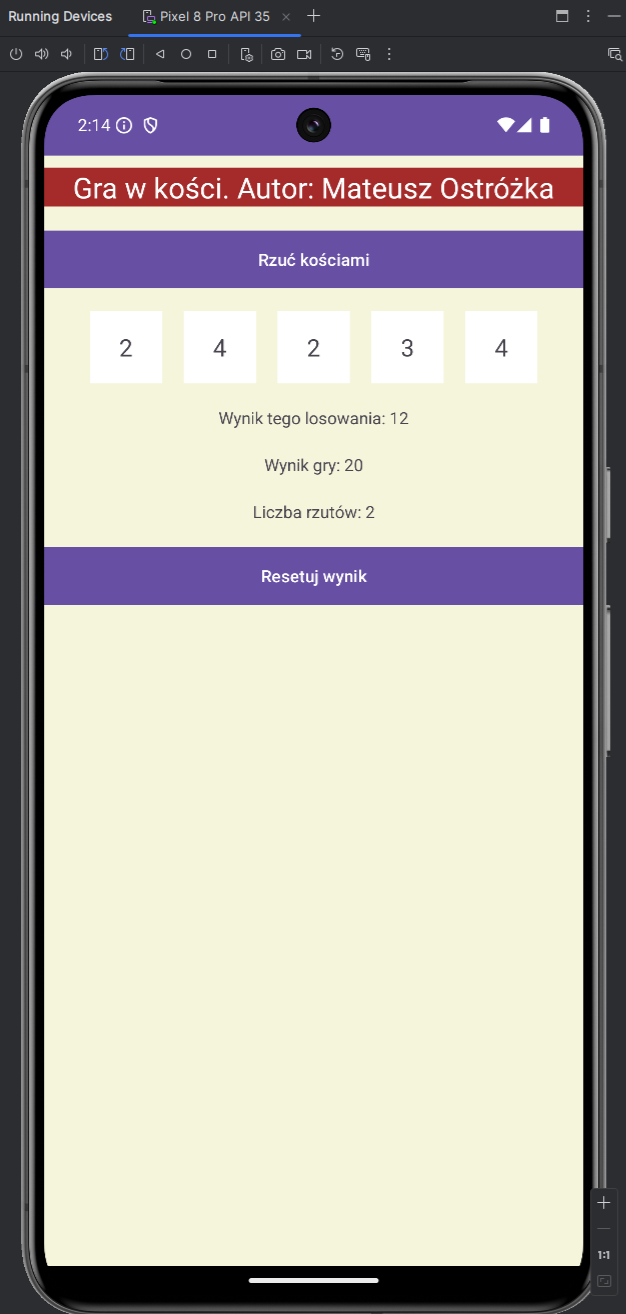 Running Devices
Pixel 8 Pro API 35
2:14
Gra w kości. Autor: Mateusz Ostróżka
Rzuć kościami
2 4 2 3 4
Wynik tego losowania: 12
Wynik gry: 20
Liczba rzutów: 2
Resetuj wynik
1:1